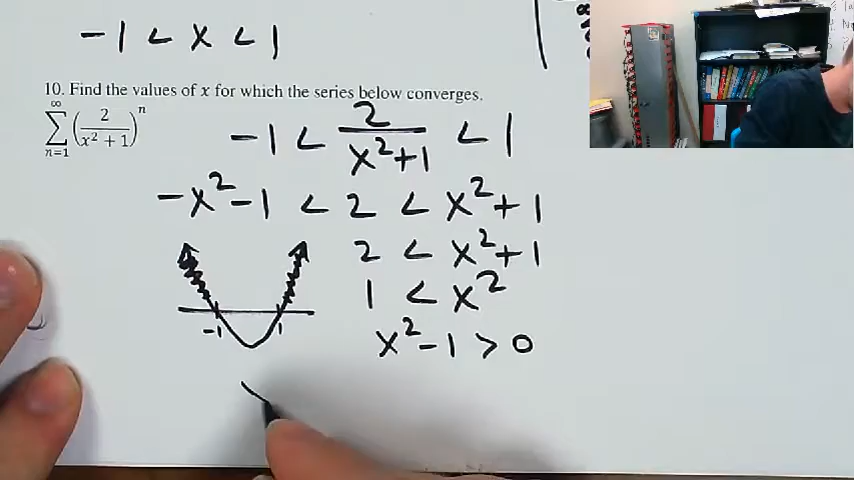 -1 < x < 1
10. Find the values of x for which the series below converges.
∞
∑ (2/(x² + 1))ⁿ
n=1
-1 < 2/(x²+1) < 1
-x²-1 < 2 < x²+1
2 < x²+1
1 < x²
-1 1
x²-1 > 0